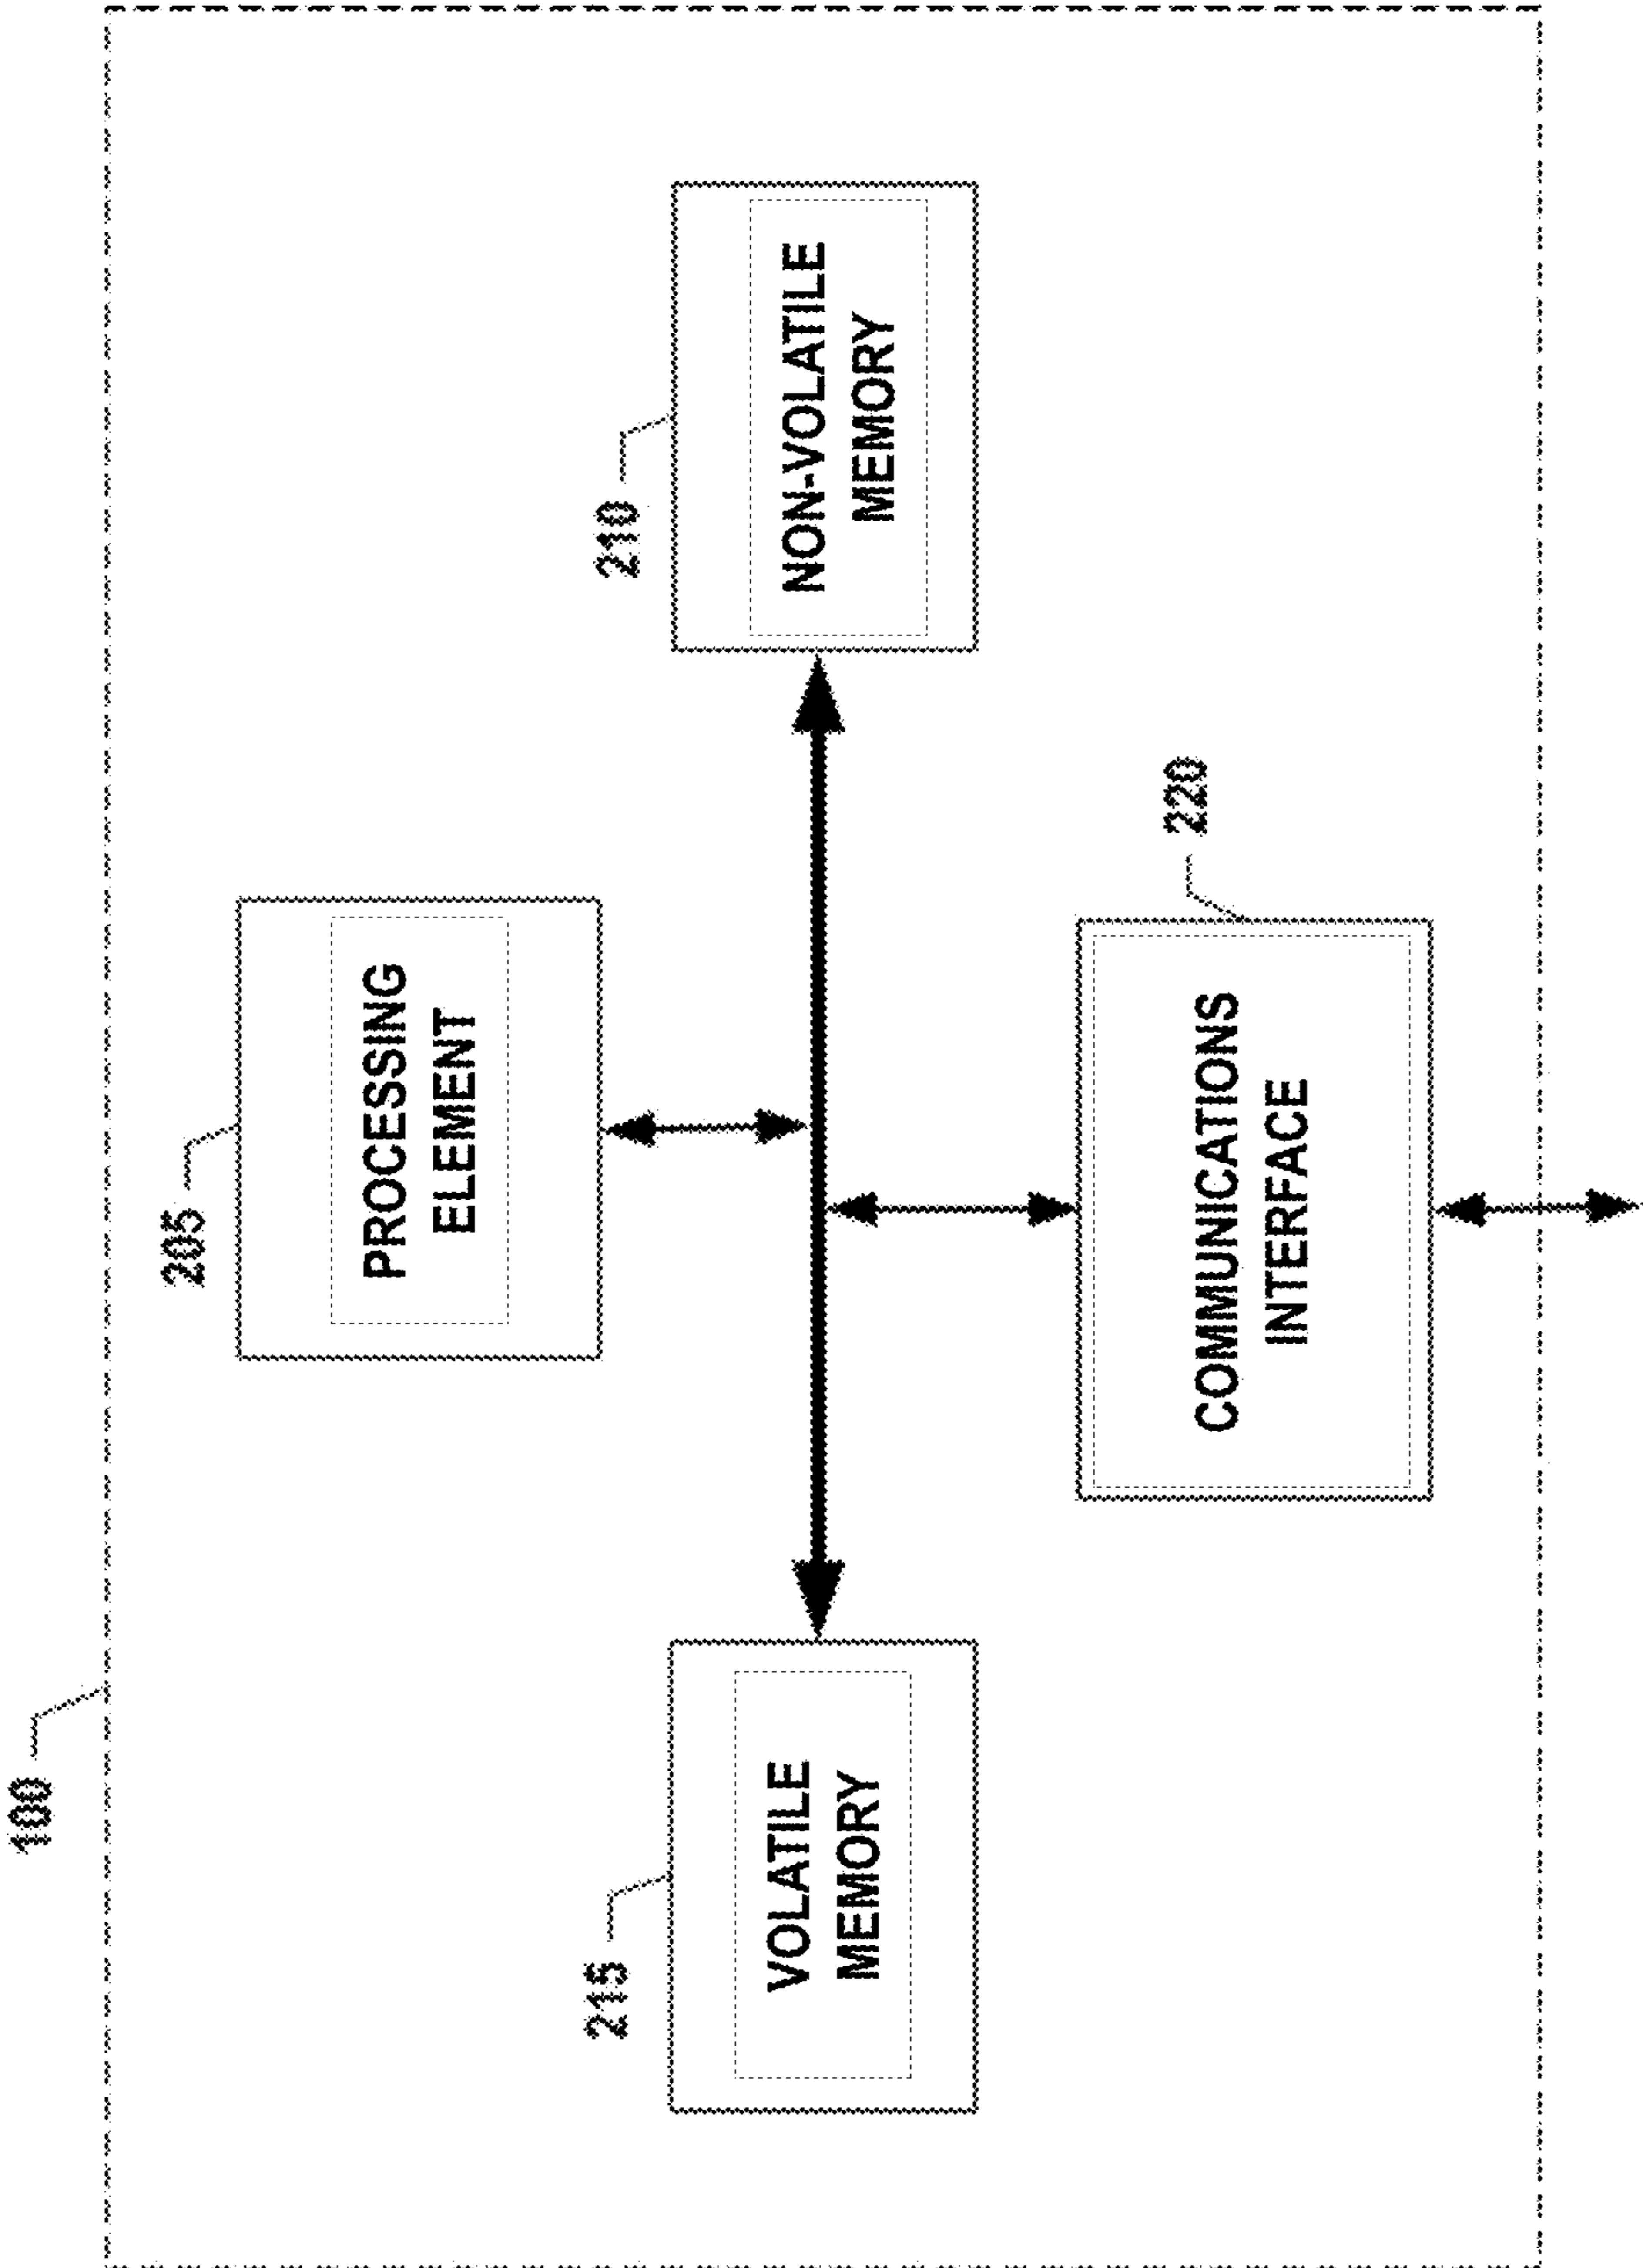 100
205
PROCESSING
ELEMENT
215
VOLATILE
MEMORY
210
NON-VOLATILE
MEMORY
220
COMMUNICATIONS
INTERFACE